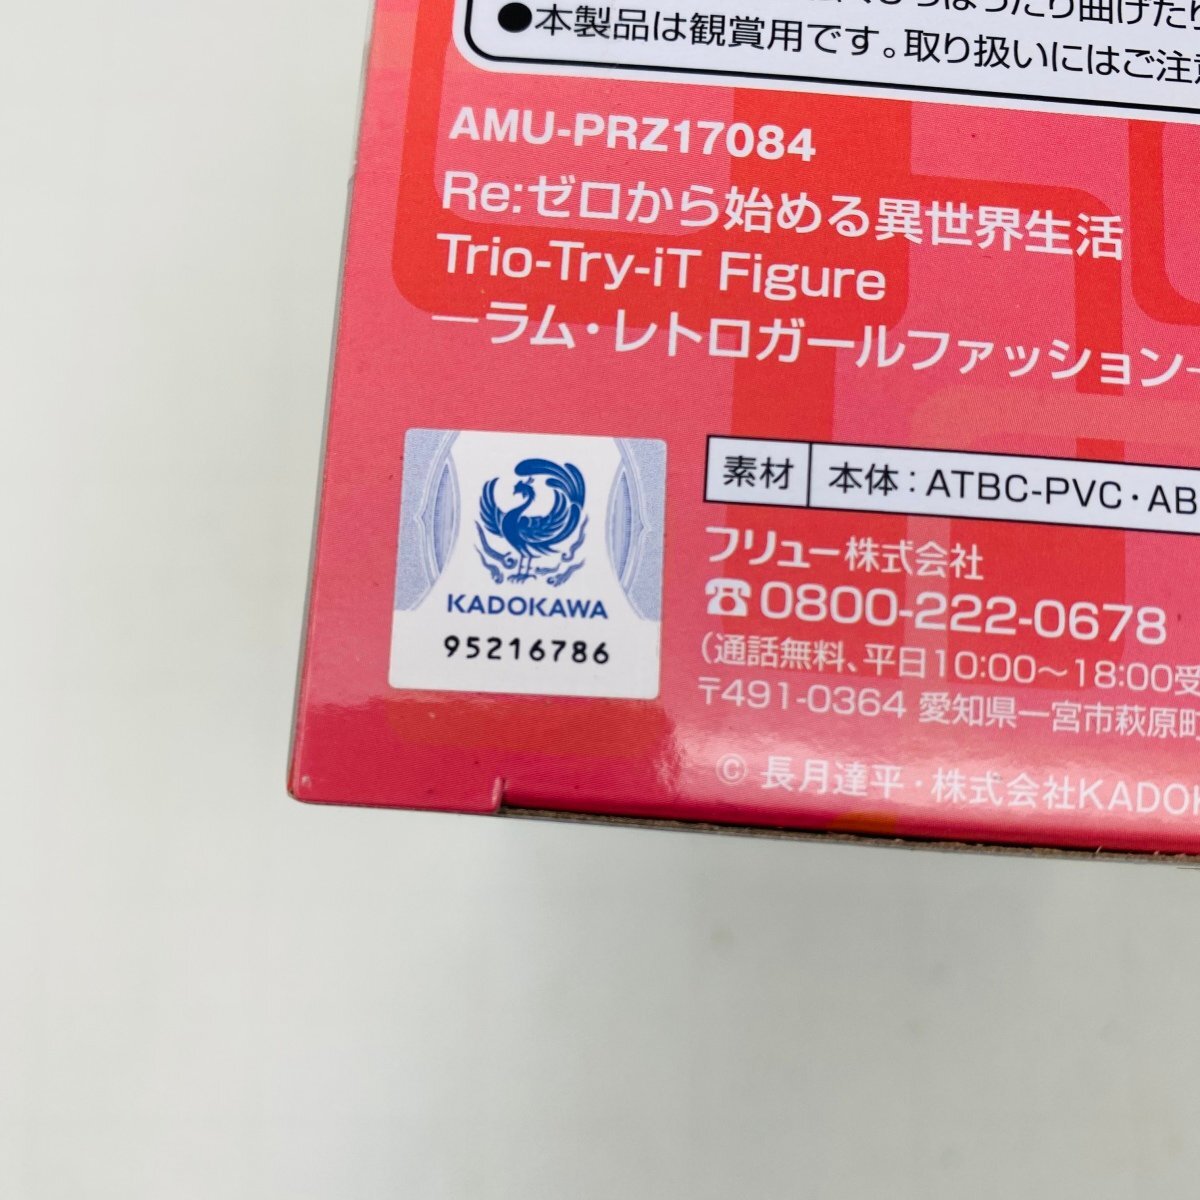 ●本製品は観賞用です。取り扱いにはご注意
AMU-PRZ17084
Re:ゼロから始める異世界生活
Trio-Try-iT Figure
―ラム・レトロガールファッション―
KADOKAWA
95216786
素材 本体：ATBC-PVC・AB
フリュー株式会社
☎0800-222-0678
（通話無料、平日10:00〜18:00受
〒491-0364 愛知県一宮市萩原町
© 長月達平・株式会社KADOK